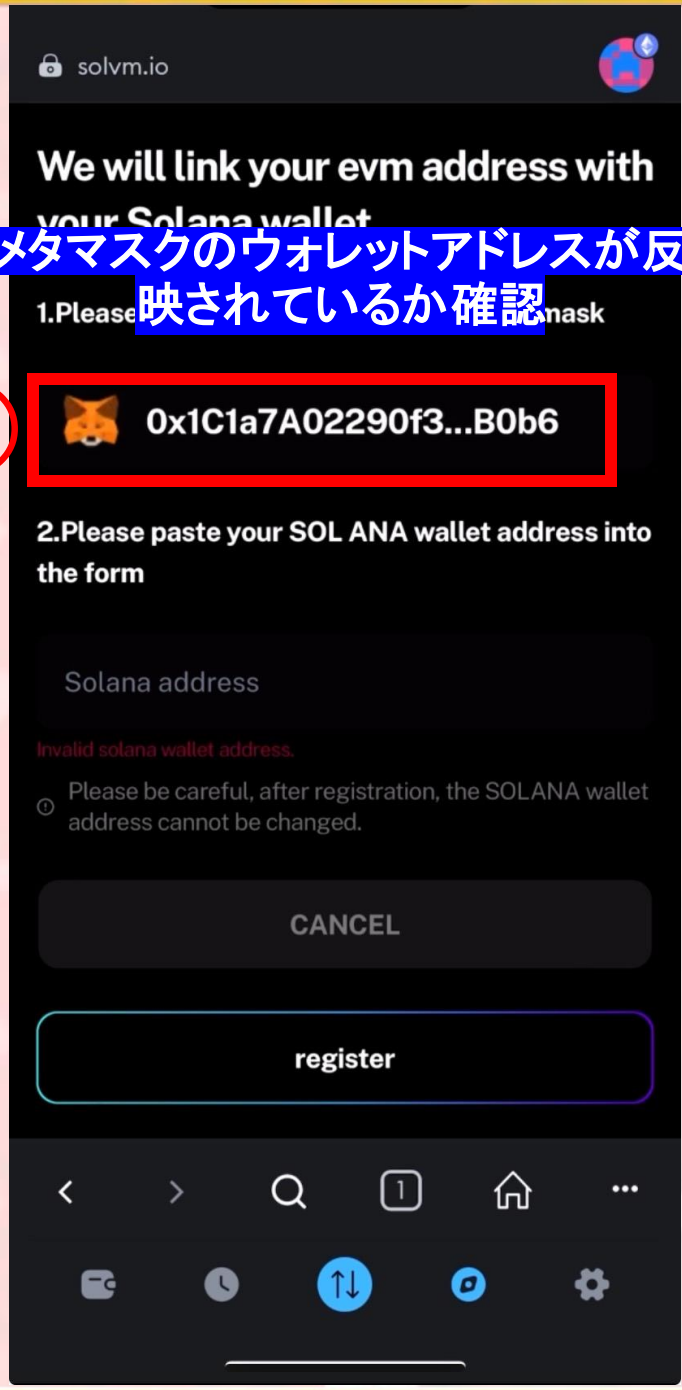 solvm.io
We will link your evm address with
your Solana wallet
メタマスクのウォレットアドレスが反
映されているか確認
1.Please
mask
0x1C1a7A02290f3...B0b6
2.Please paste your SOL ANA wallet address into
the form
Solana address
Invalid solana wallet address.
Please be careful, after registration, the SOLANA wallet
address cannot be changed.
CANCEL
register
1